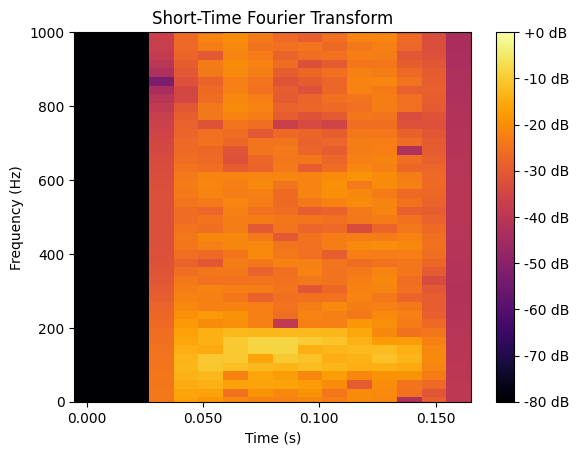 Short-Time Fourier Transform
1000
800
600
400
200
0
Frequency (Hz)
0.000
0.050
0.100
0.150
Time (s)
+0 dB
-10 dB
-20 dB
-30 dB
-40 dB
-50 dB
-60 dB
-70 dB
-80 dB